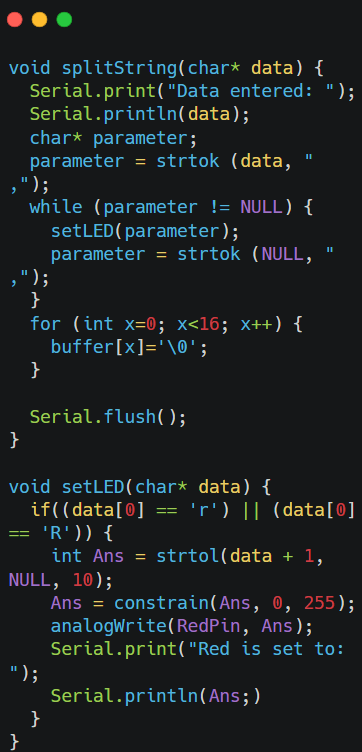 void splitString(char* data) {
  Serial.print("Data entered: ");
  Serial.println(data);
  char* parameter;
  parameter = strtok (data, "
,");
  while (parameter != NULL) {
    setLED(parameter);
    parameter = strtok (NULL, "
,");
  }
  for (int x=0; x<16; x++) {
    buffer[x]='\0';
  }

  Serial.flush();
}

void setLED(char* data) {
  if((data[0] == 'r') || (data[0]
== 'R')) {
    int Ans = strtol(data + 1,
NULL, 10);
    Ans = constrain(Ans, 0, 255);
    analogWrite(RedPin, Ans);
    Serial.print("Red is set to:
");
    Serial.println(Ans;)
  }
}